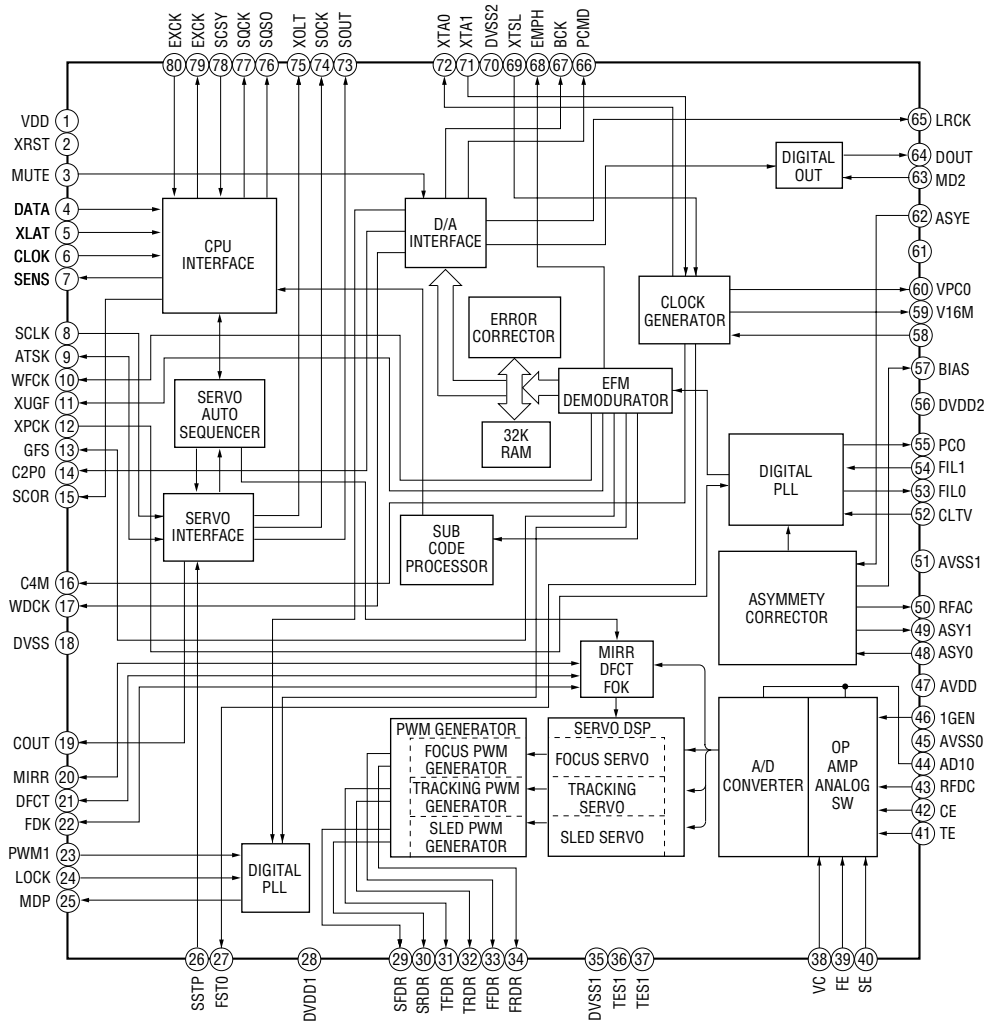 EXCK
EXCK
SCSY
SQCK
SQSO
XOLT
SOCK
SOUT
XTA0
XTA1
DVSS2
XTSL
EMPH
BCK
PCMD
80 79 78 77 76 75 74 73 72 71 70 69 68 67 66
VDD 1
XRST 2
MUTE 3
DATA 4
XLAT 5
CLOK 6
SENS 7
SCLK 8
ATSK 9
WFCK 10
XUGF 11
XPCK 12
GFS 13
C2P0 14
SCOR 15
C4M 16
WDCK 17
DVSS 18
COUT 19
MIRR 20
DFCT 21
FDK 22
PWM1 23
LOCK 24
MDP 25
CPU
INTERFACE
D/A
INTERFACE
DIGITAL
OUT
CLOCK
GENERATOR
ERROR
CORRECTOR
EFM
DEMODURATOR
32K
RAM
SERVO
AUTO
SEQUENCER
SERVO
INTERFACE
SUB
CODE
PROCESSOR
DIGITAL
PLL
ASYMMETY
CORRECTOR
MIRR
DFCT
FOK
PWM GENERATOR
FOCUS PWM
GENERATOR
TRACKING PWM
GENERATOR
SLED PWM
GENERATOR
SERVO DSP
FOCUS SERVO
TRACKING
SERVO
SLED SERVO
A/D
CONVERTER
OP
AMP
ANALOG
SW
DIGITAL
PLL
65 LRCK
64 DOUT
63 MD2
62 ASYE
61
60 VPC0
59 V16M
58
57 BIAS
56 DVDD2
55 PCO
54 FIL1
53 FIL0
52 CLTV
51 AVSS1
50 RFAC
49 ASY1
48 ASY0
47 AVDD
46 1GEN
45 AVSS0
44 AD10
43 RFDC
42 CE
41 TE
26 27 28 29 30 31 32 33 34 35 36 37 38 39 40
SSTP
FST0
DVDD1
SFDR
SRDR
TFDR
TRDR
FFDR
FRDR
DVSS1
TES1
TES1
VC
FE
SE